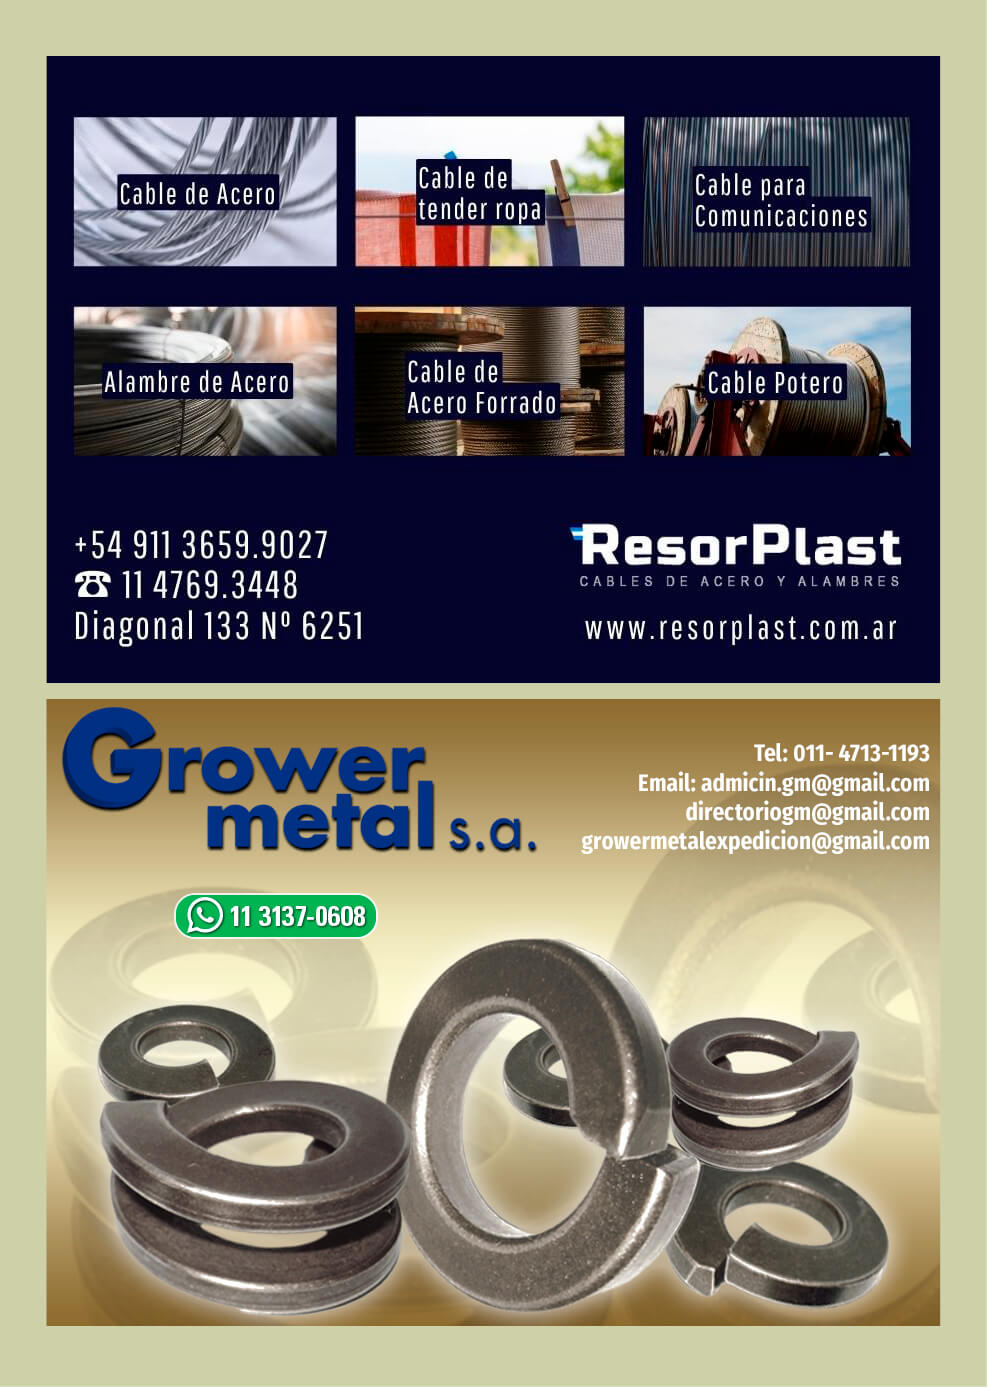 Cable de Acero
Cable de
tender ropa
Cable para
Comunicaciones
Alambre de Acero
Cable de
Acero Forrado
Cable Potero
+54 911 3659.9027
☎ 11 4769.3448
Diagonal 133 Nº 6251
ResorPlast
CABLES DE ACERO Y ALAMBRES
www.resorplast.com.ar
Grower
metal s.a.
Tel: 011- 4713-1193
Email: admicin.gm@gmail.com
directoriogm@gmail.com
growermetalexpedicion@gmail.com
11 3137-0608